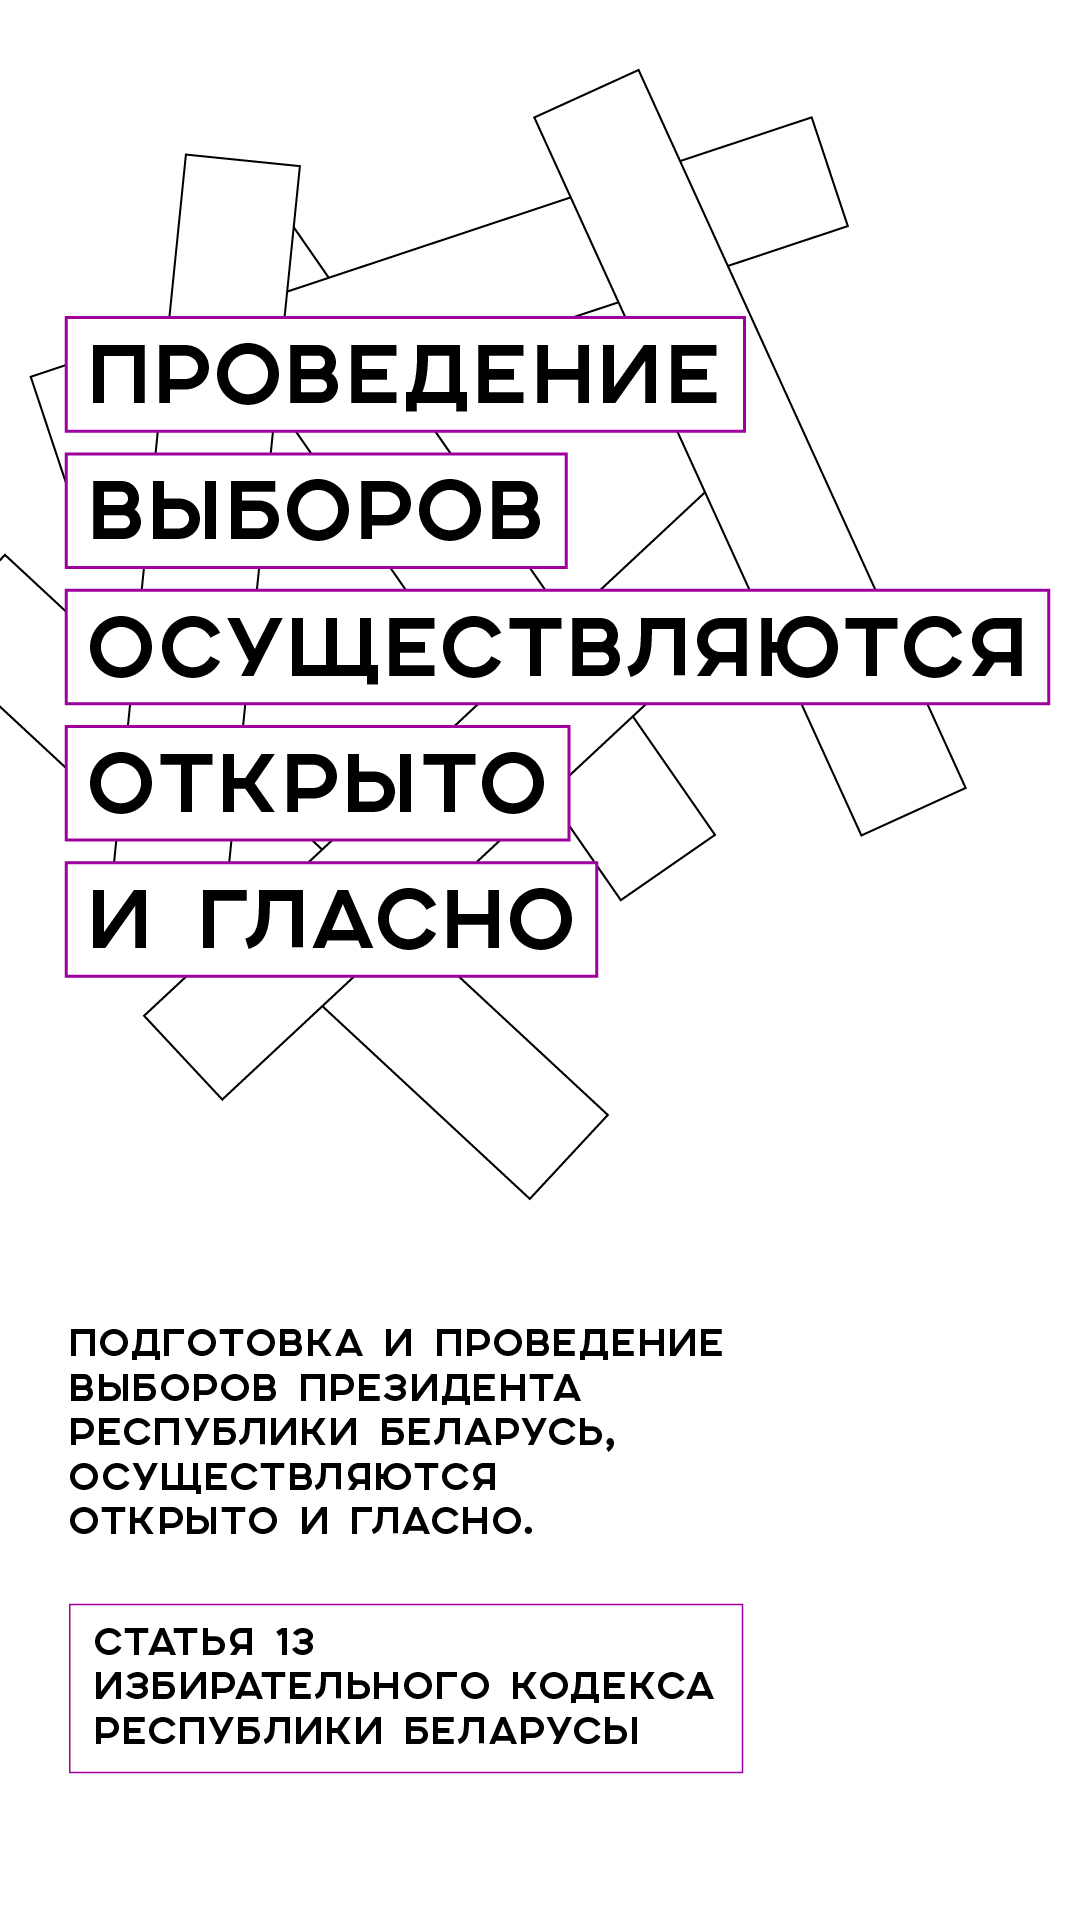 ПРОВЕДЕНИЕ
ВЫБОРОВ
ОСУЩЕСТВЛЯЮТСЯ
ОТКРЫТО
И ГЛАСНО
ПОДГОТОВКА И ПРОВЕДЕНИЕ
ВЫБОРОВ ПРЕЗИДЕНТА
РЕСПУБЛИКИ БЕЛАРУСЬ,
ОСУЩЕСТВЛЯЮТСЯ
ОТКРЫТО И ГЛАСНО.
СТАТЬЯ 13
ИЗБИРАТЕЛЬНОГО КОДЕКСА
РЕСПУБЛИКИ БЕЛАРУСЫ